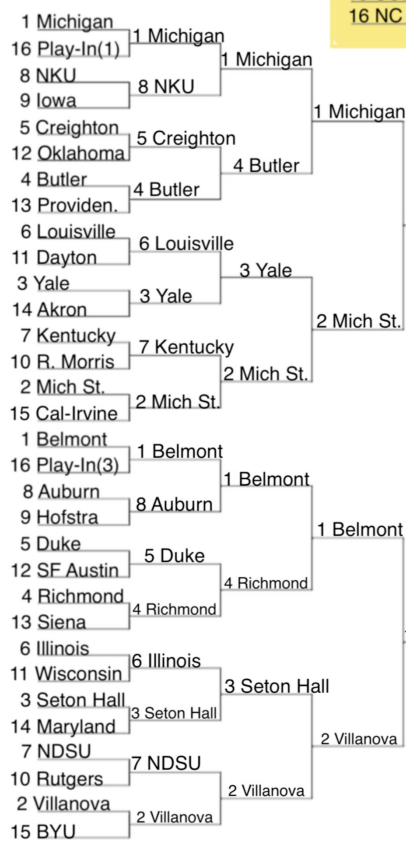 16 NC
1 Michigan
16 Play-In(1)
8 NKU
9 Iowa
5 Creighton
12 Oklahoma
4 Butler
13 Providen.
6 Louisville
11 Dayton
3 Yale
14 Akron
7 Kentucky
10 R. Morris
2 Mich St.
15 Cal-Irvine
1 Belmont
16 Play-In(3)
8 Auburn
9 Hofstra
5 Duke
12 SF Austin
4 Richmond
13 Siena
6 Illinois
11 Wisconsin
3 Seton Hall
14 Maryland
7 NDSU
10 Rutgers
2 Villanova
15 BYU
1 Michigan
8 NKU
5 Creighton
4 Butler
6 Louisville
3 Yale
7 Kentucky
2 Mich St.
1 Belmont
8 Auburn
5 Duke
4 Richmond
6 Illinois
3 Seton Hall
7 NDSU
2 Villanova
1 Michigan
4 Butler
3 Yale
2 Mich St.
1 Belmont
4 Richmond
3 Seton Hall
2 Villanova
1 Michigan
2 Mich St.
1 Belmont
2 Villanova